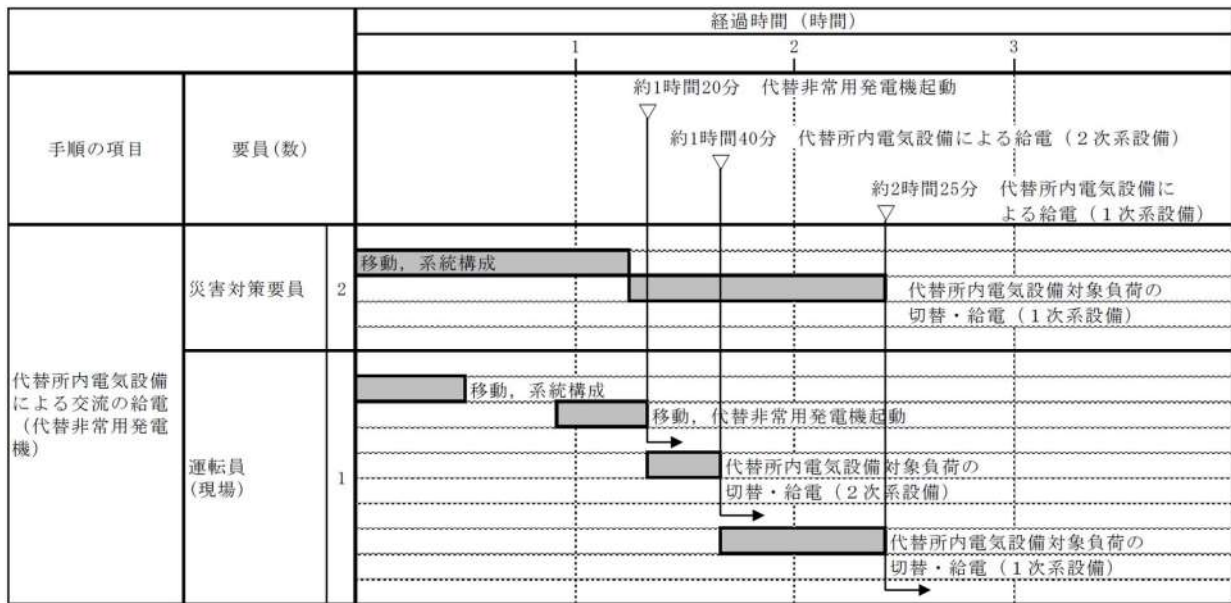 経過時間（時間）
1
2
3
手順の項目
要員(数)
約1時間20分　代替非常用発電機起動
約1時間40分　代替所内電気設備による給電（２次系設備）
約2時間25分　代替所内電気設備に
よる給電（１次系設備）
代替所内電気設備
による交流の給電
（代替非常用発電
機）
災害対策要員
2
移動，系統構成
代替所内電気設備対象負荷の
切替・給電（１次系設備）
運転員
(現場)
1
移動，系統構成
移動，代替非常用発電機起動
代替所内電気設備対象負荷の
切替・給電（２次系設備）
代替所内電気設備対象負荷の
切替・給電（１次系設備）